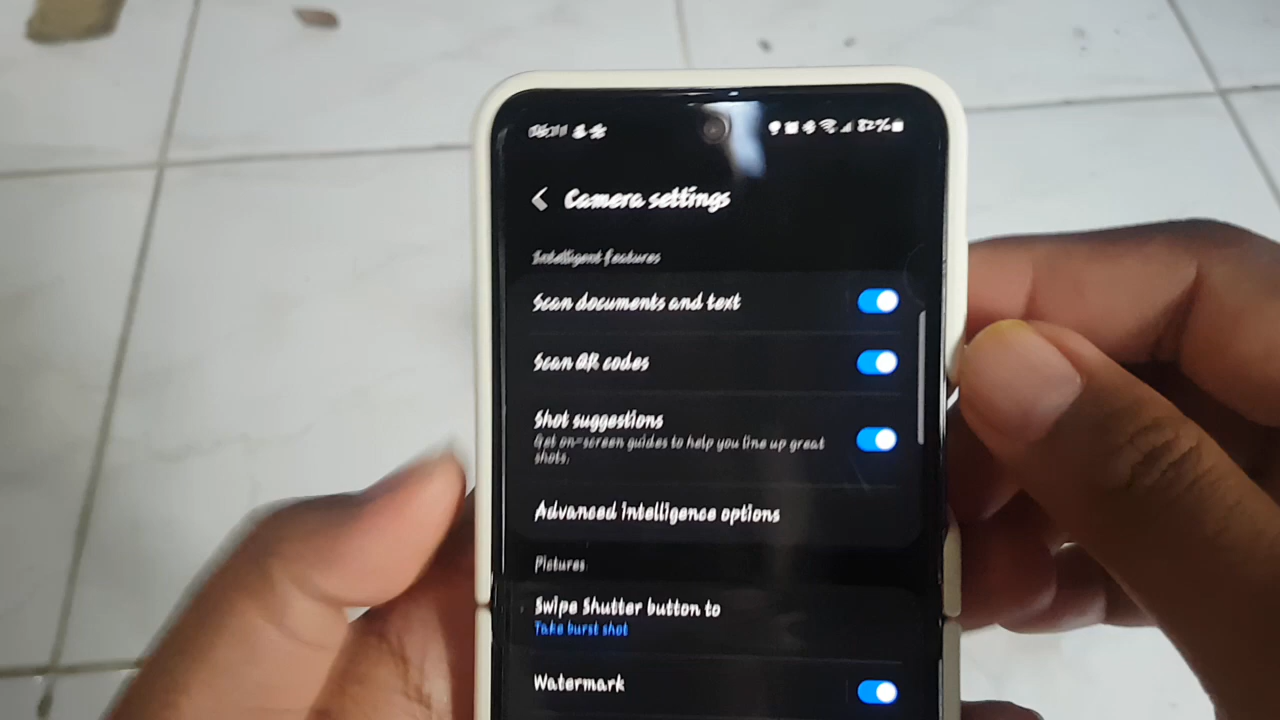 82%
Camera settings
Intelligent features
Scan documents and text
Scan QR codes
Shot suggestions
Get on-screen guides to help you line up great
shots.
Advanced intelligence options
Pictures
Swipe Shutter button to
Take burst shot
Watermark